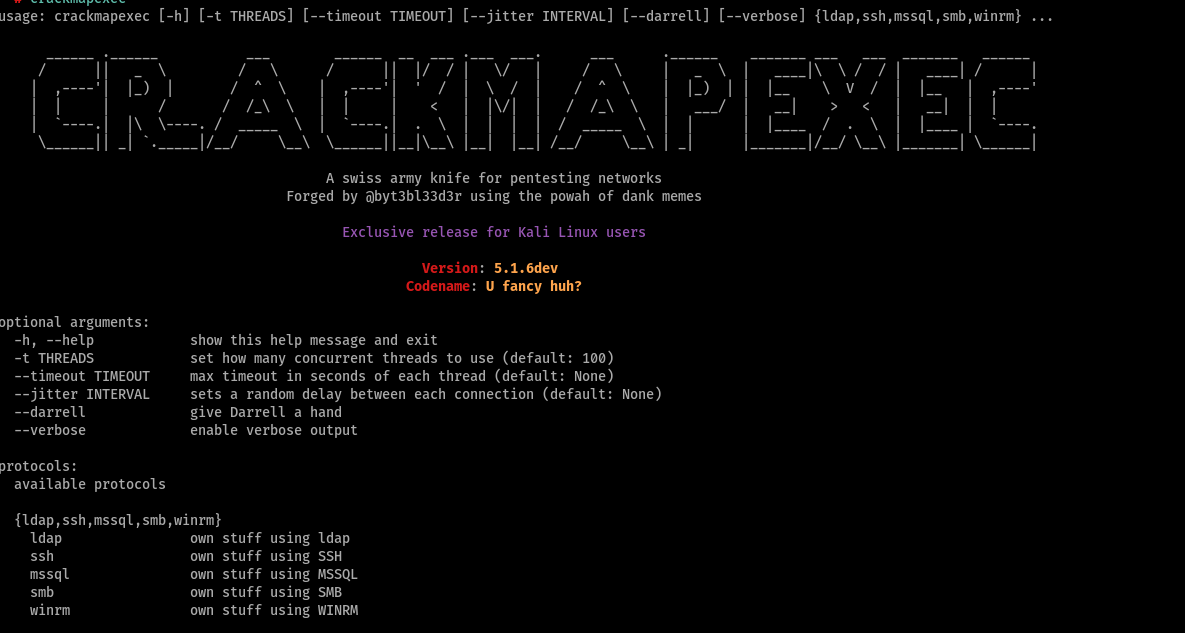 # crackmapexec
usage: crackmapexec [-h] [-t THREADS] [--timeout TIMEOUT] [--jitter INTERVAL] [--darrell] [--verbose] {ldap,ssh,mssql,smb,winrm} ...
CRACKMAPEXEC
A swiss army knife for pentesting networks
Forged by @byt3bl33d3r using the powah of dank memes
Exclusive release for Kali Linux users
Version: 5.1.6dev
Codename: U fancy huh?
optional arguments:
-h, --help show this help message and exit
-t THREADS set how many concurrent threads to use (default: 100)
--timeout TIMEOUT max timeout in seconds of each thread (default: None)
--jitter INTERVAL sets a random delay between each connection (default: None)
--darrell give Darrell a hand
--verbose enable verbose output
protocols:
available protocols
{ldap,ssh,mssql,smb,winrm}
ldap own stuff using ldap
ssh own stuff using SSH
mssql own stuff using MSSQL
smb own stuff using SMB
winrm own stuff using WINRM